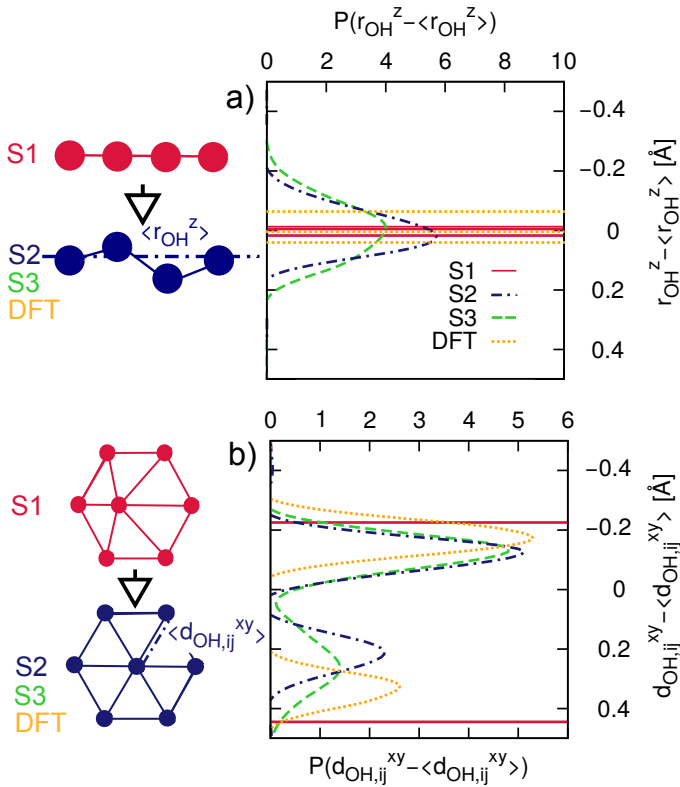 P(r_OH^z-<r_OH^z>)
0 2 4 6 8 10
a)
-0.4
-0.2
0
0.2
0.4
r_OH^z-<r_OH^z> [Å]
S1
<r_OH^z>
S2
S3
DFT
S1
S2
S3
DFT
0 1 2 3 4 5 6
b)
-0.4
-0.2
0
0.2
0.4
d_OH,ij^xy-<d_OH,ij^xy> [Å]
S1
<d_OH,ij^xy>
S2
S3
DFT
P(d_OH,ij^xy-<d_OH,ij^xy>)